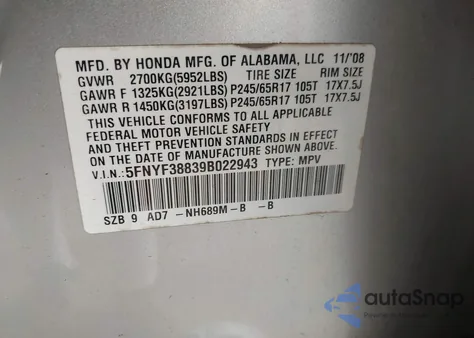 MFD. BY HONDA MFG. OF ALABAMA, LLC 11/'08
GVWR 2700KG(5952LBS) TIRE SIZE RIM SIZE
GAWR F 1325KG(2921LBS) P245/65R17 105T 17X7.5J
GAWR R 1450KG(3197LBS) P245/65R17 105T 17X7.5J
THIS VEHICLE CONFORMS TO ALL APPLICABLE
FEDERAL MOTOR VEHICLE SAFETY
AND THEFT PREVENTION STANDARDS IN EFFECT
ON THE DATE OF MANUFACTURE SHOWN ABOVE.
V.I.N.: 5FNYF38839B022943 TYPE: MPV
SZB 9 AD7 -NH689M-B -B
autoSnap
Powered by AutoBidMaster